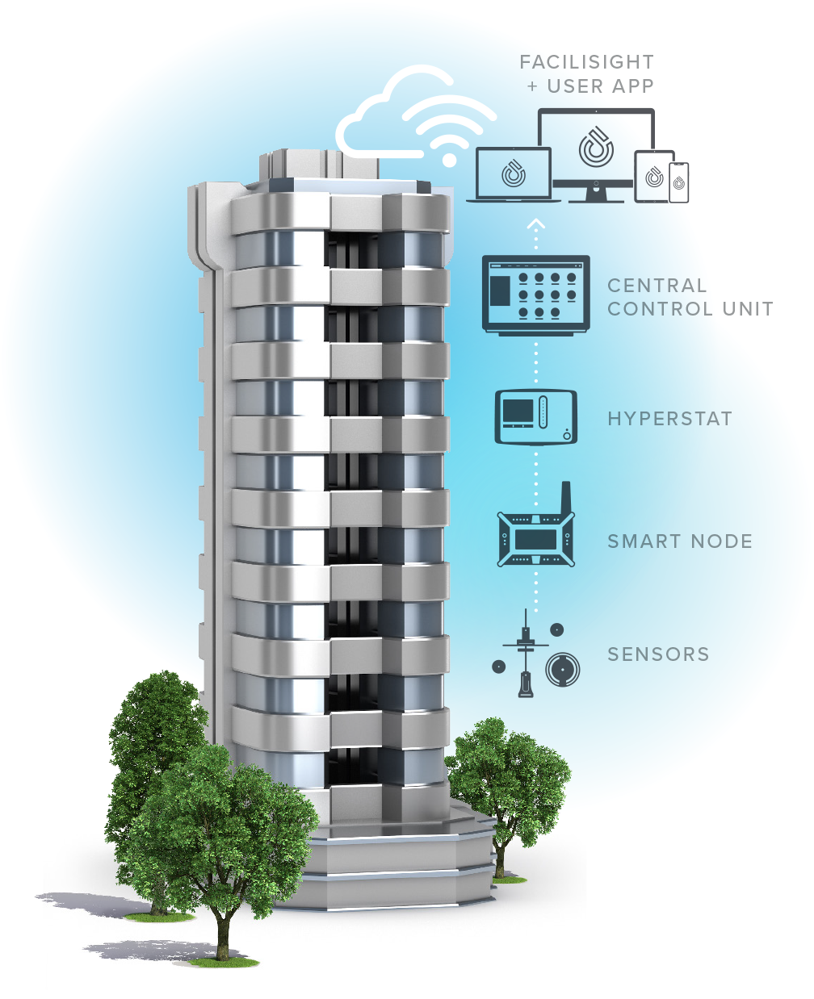 FACILISIGHT
+ USER APP
CENTRAL
CONTROL UNIT
HYPERSTAT
SMART NODE
SENSORS